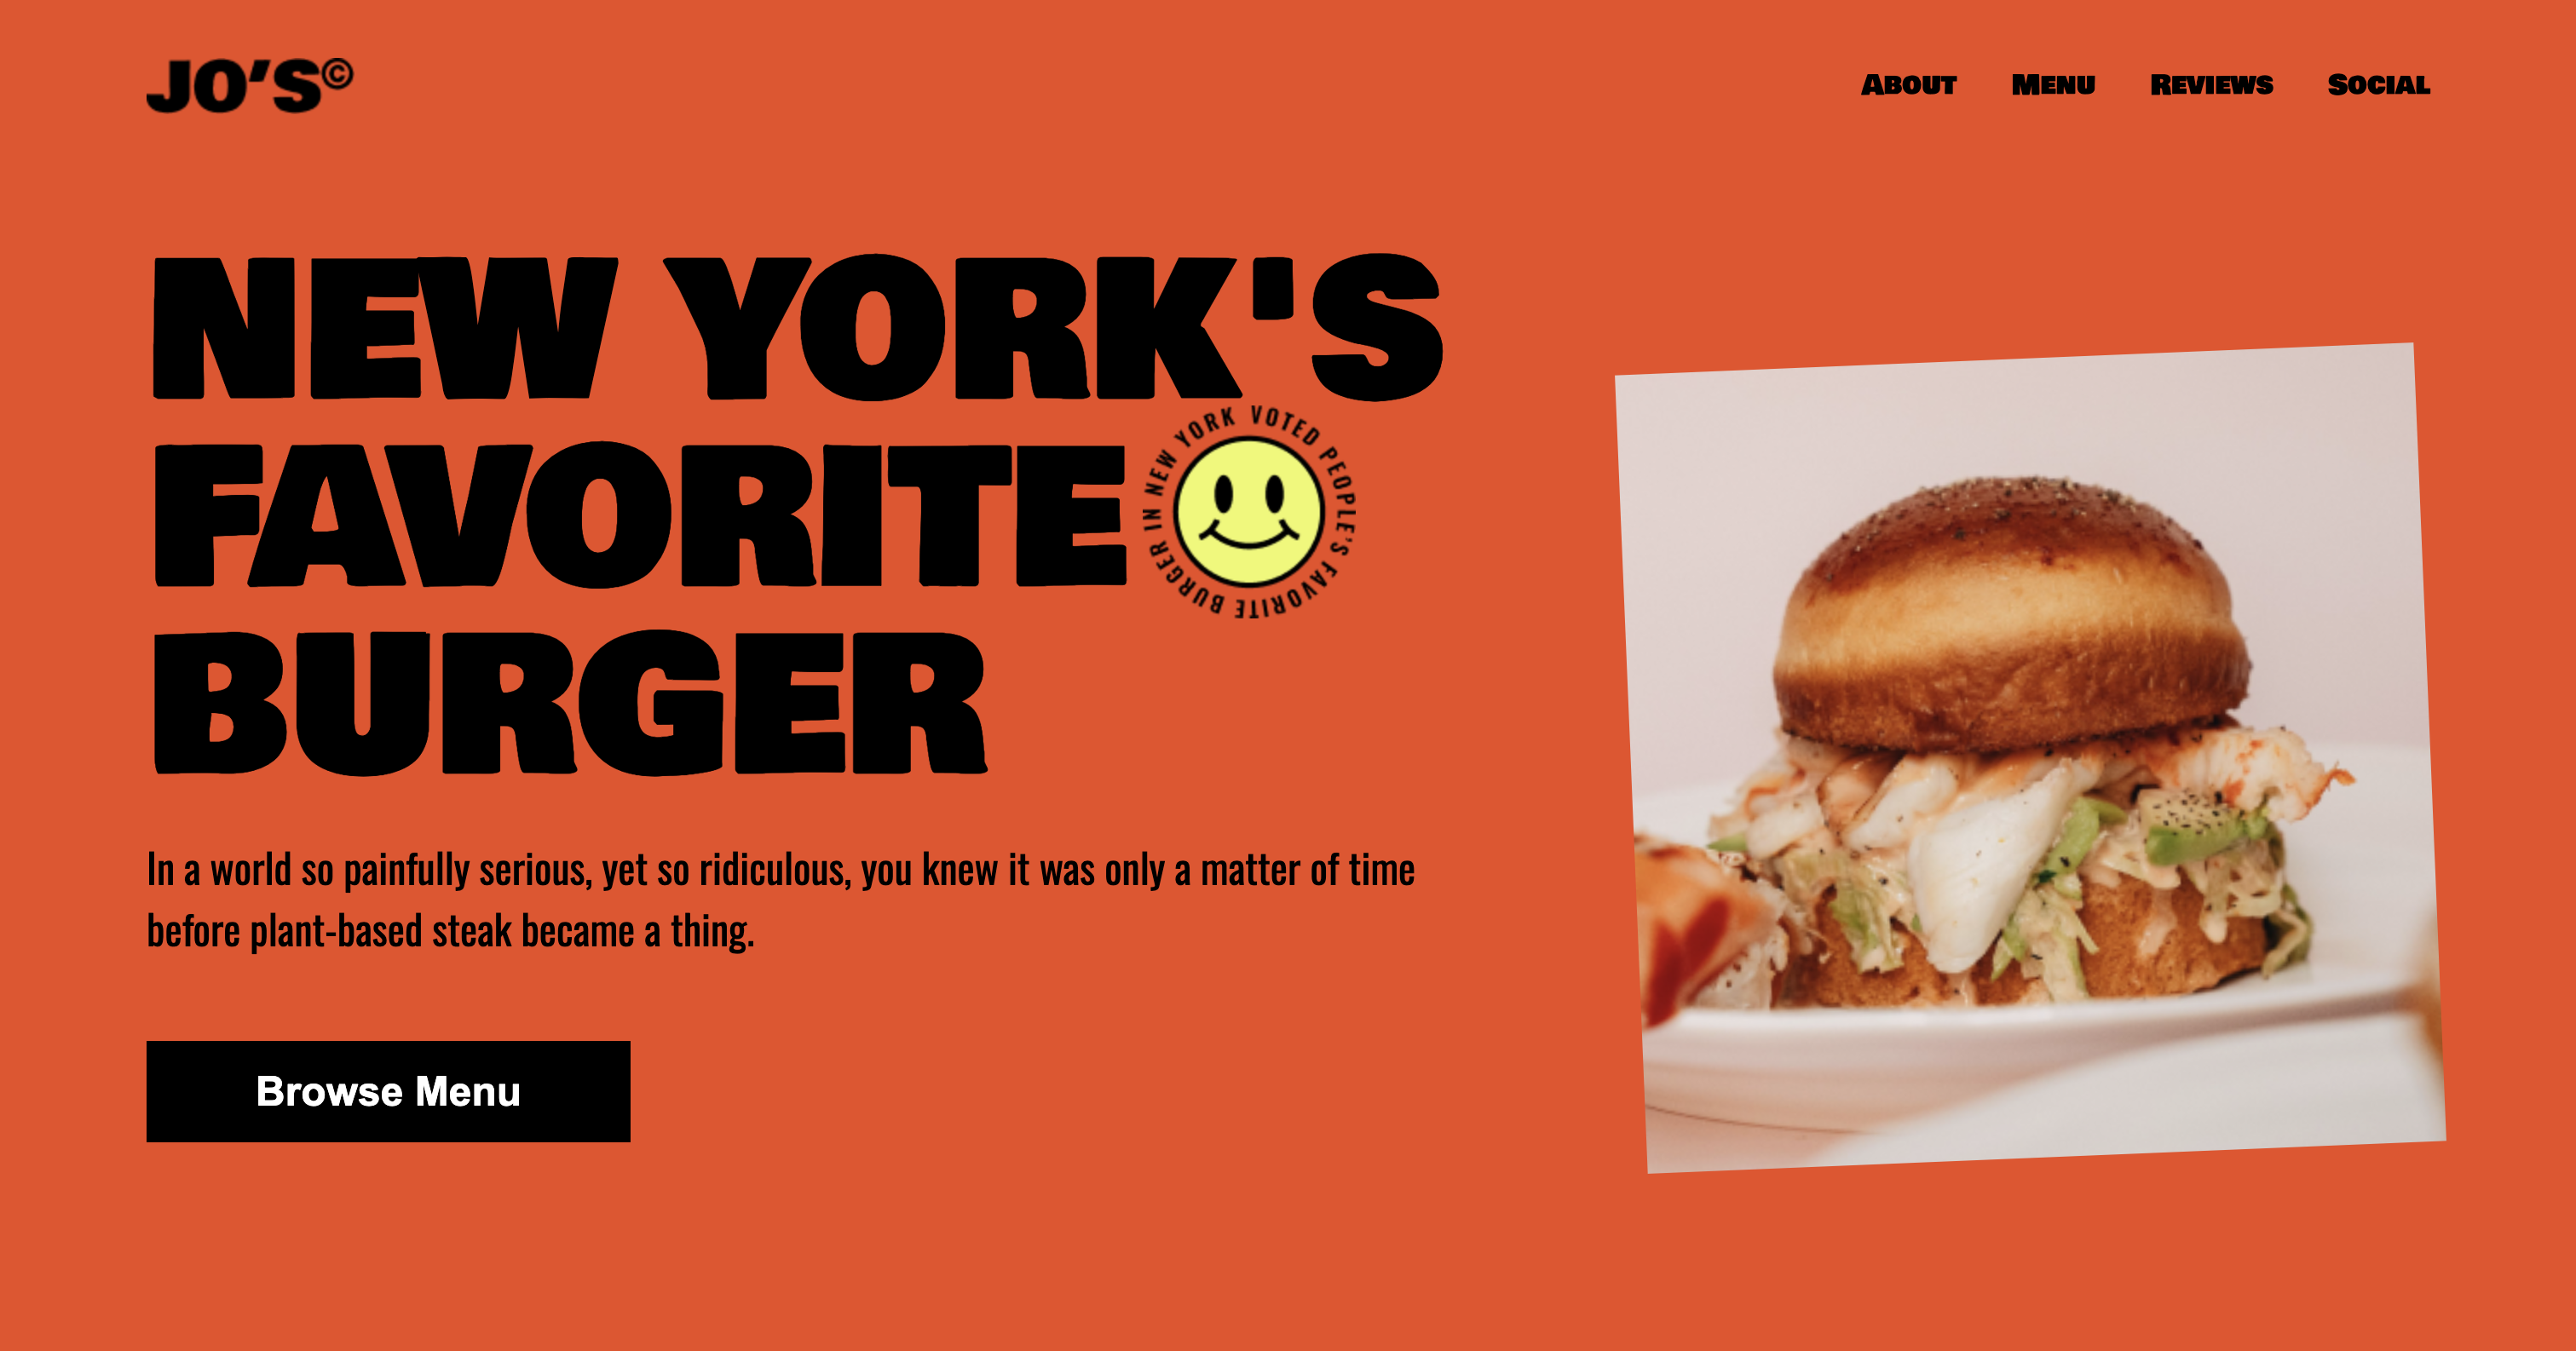 JO'S©
About Menu Reviews Social
NEW YORK'S
FAVORITE
VOTED PEOPLE'S FAVORITE BURGER IN NEW YORK
BURGER
In a world so painfully serious, yet so ridiculous, you knew it was only a matter of time
before plant-based steak became a thing.
Browse Menu